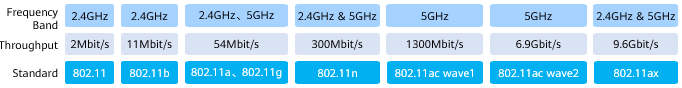 Frequency Band 2.4GHz 2.4GHz 2.4GHz、5GHz 2.4GHz & 5GHz 5GHz 5GHz 2.4GHz & 5GHz
Throughput 2Mbit/s 11Mbit/s 54Mbit/s 300Mbit/s 1300Mbit/s 6.9Gbit/s 9.6Gbit/s
Standard 802.11 802.11b 802.11a、802.11g 802.11n 802.11ac wave1 802.11ac wave2 802.11ax